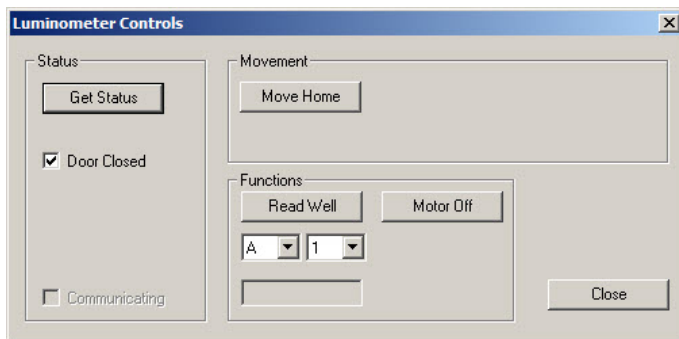 Luminometer Controls
Status
Get Status
Door Closed
Communicating
Movement
Move Home
Functions
Read Well
Motor Off
A
1
Close